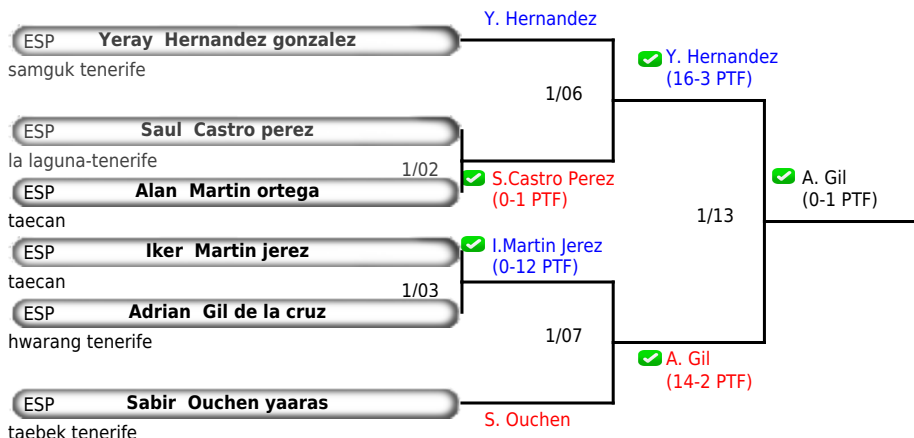 Y. Hernandez
ESP Yeray Hernandez gonzalez
samguk tenerife
Y. Hernandez
(16-3 PTF)
1/06
ESP Saul Castro perez
la laguna-tenerife
1/02
ESP Alan Martin ortega
taecan
S.Castro Perez
(0-1 PTF)
A. Gil
(0-1 PTF)
1/13
ESP Iker Martin jerez
taecan
I.Martin Jerez
(0-12 PTF)
1/03
ESP Adrian Gil de la cruz
hwarang tenerife
1/07
A. Gil
(14-2 PTF)
ESP Sabir Ouchen yaaras
taebek tenerife
S. Ouchen